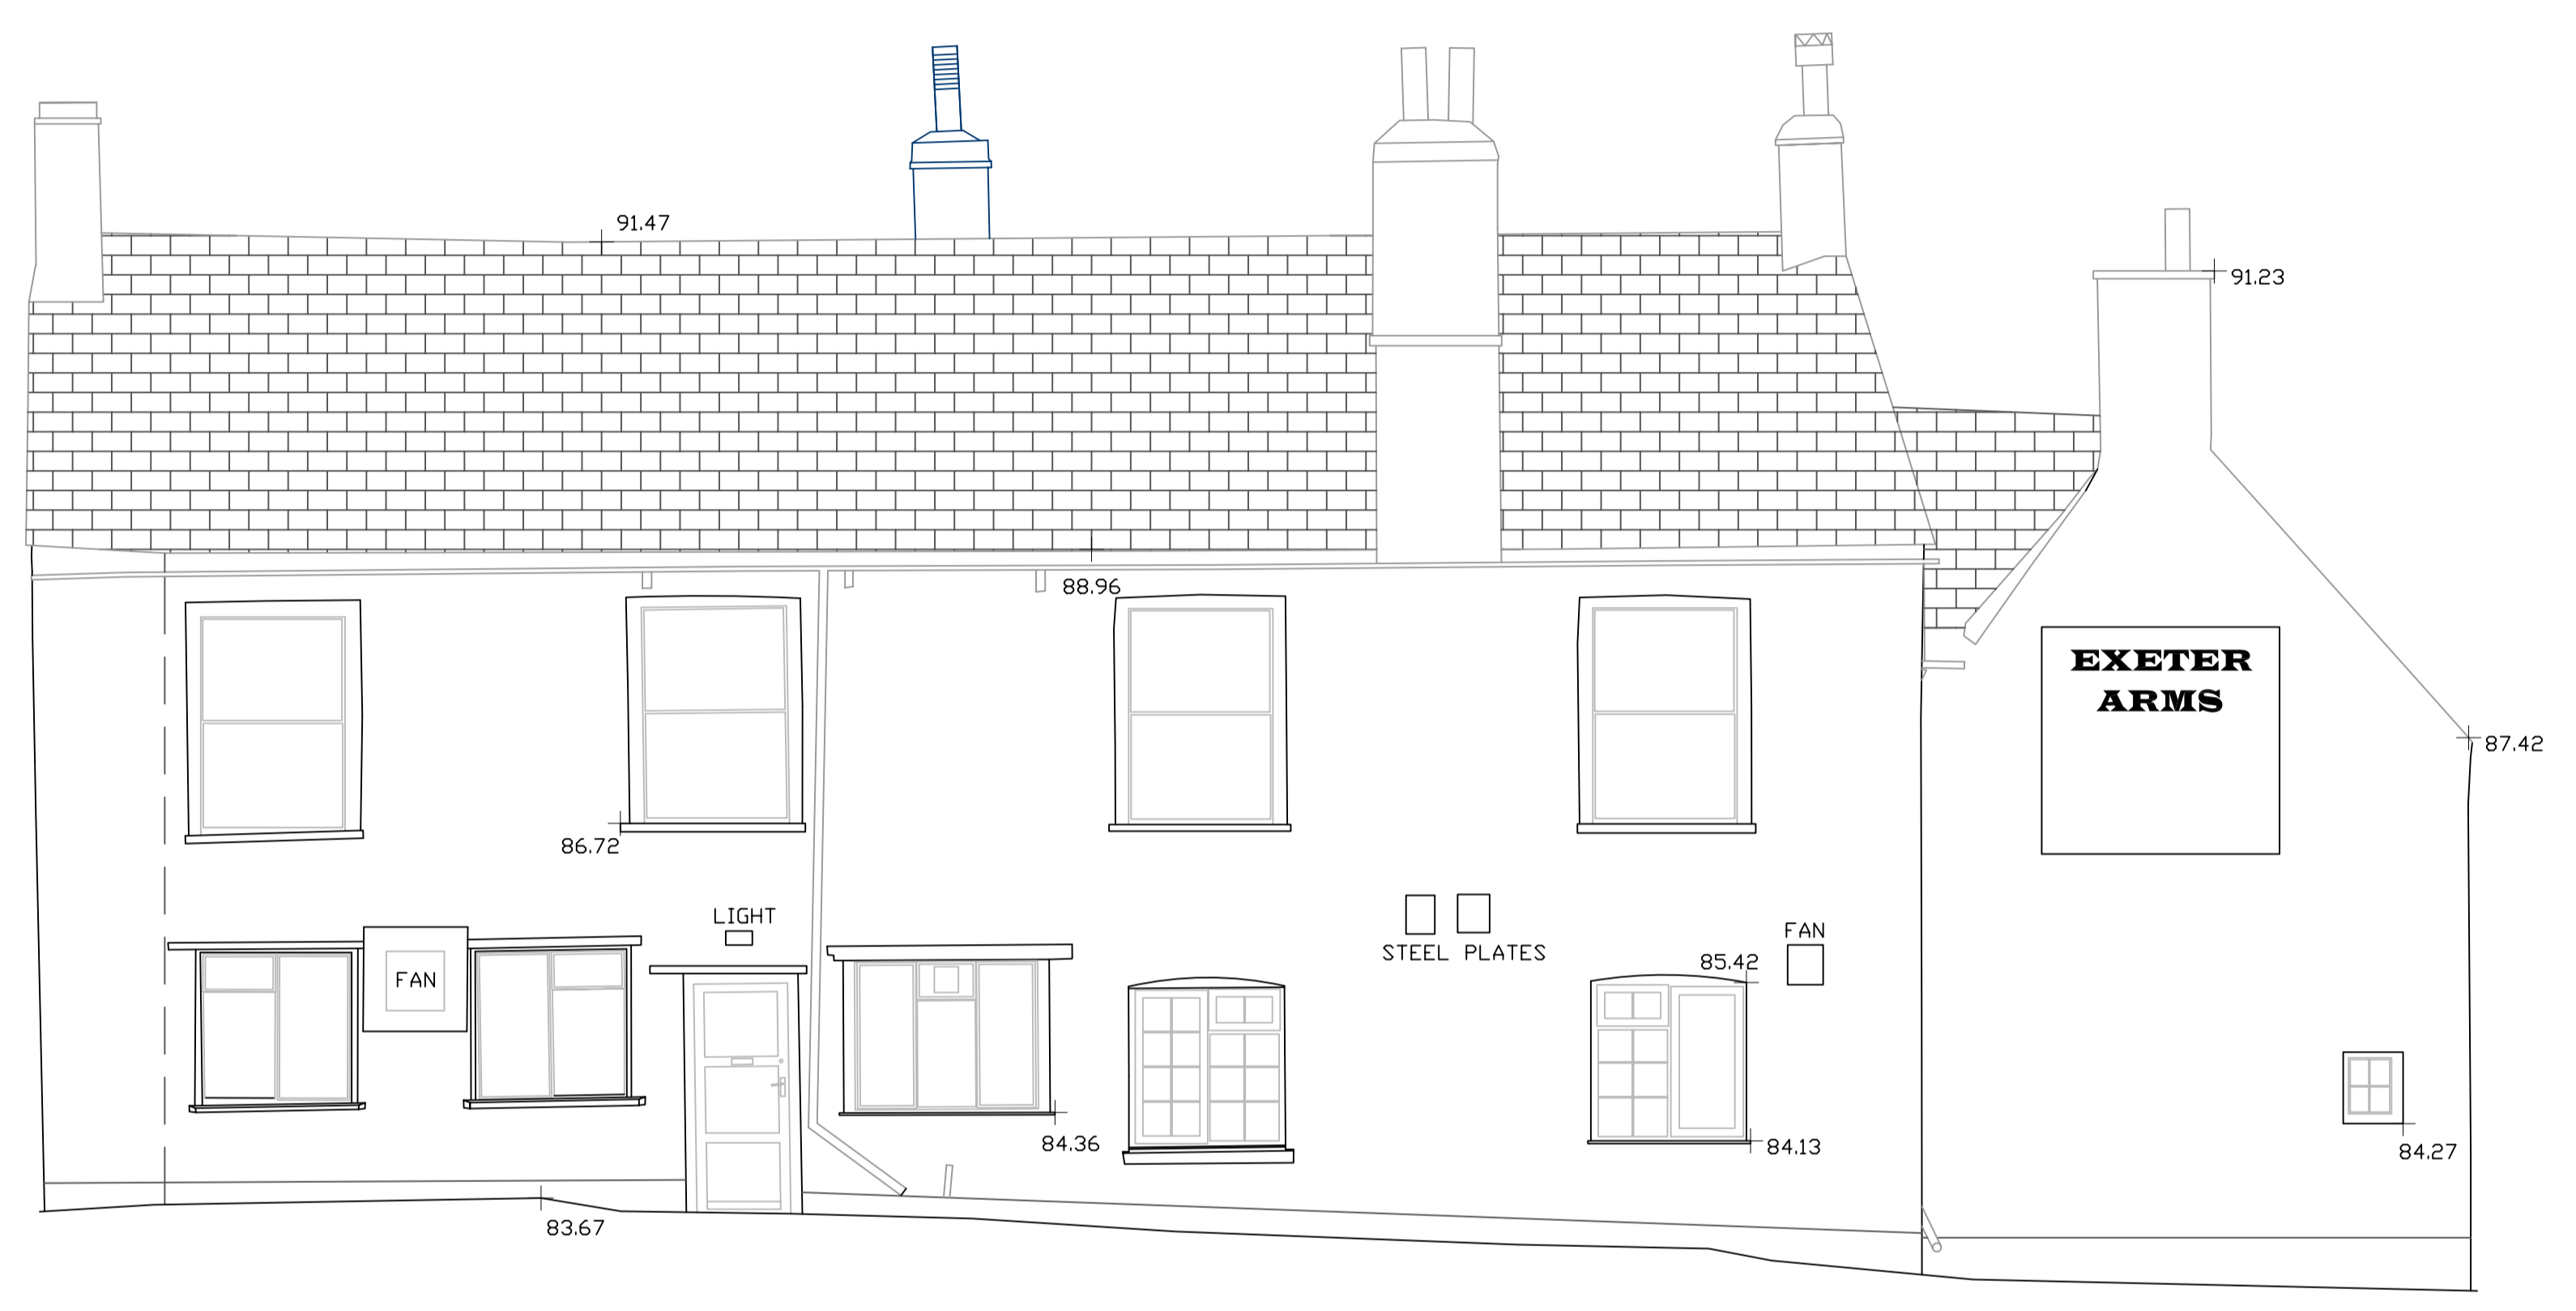 91.47
91.23
88.96
EXETER
ARMS
87.42
86.72
LIGHT
FAN
STEEL PLATES
FAN
85.42
84.36
84.13
84.27
83.67